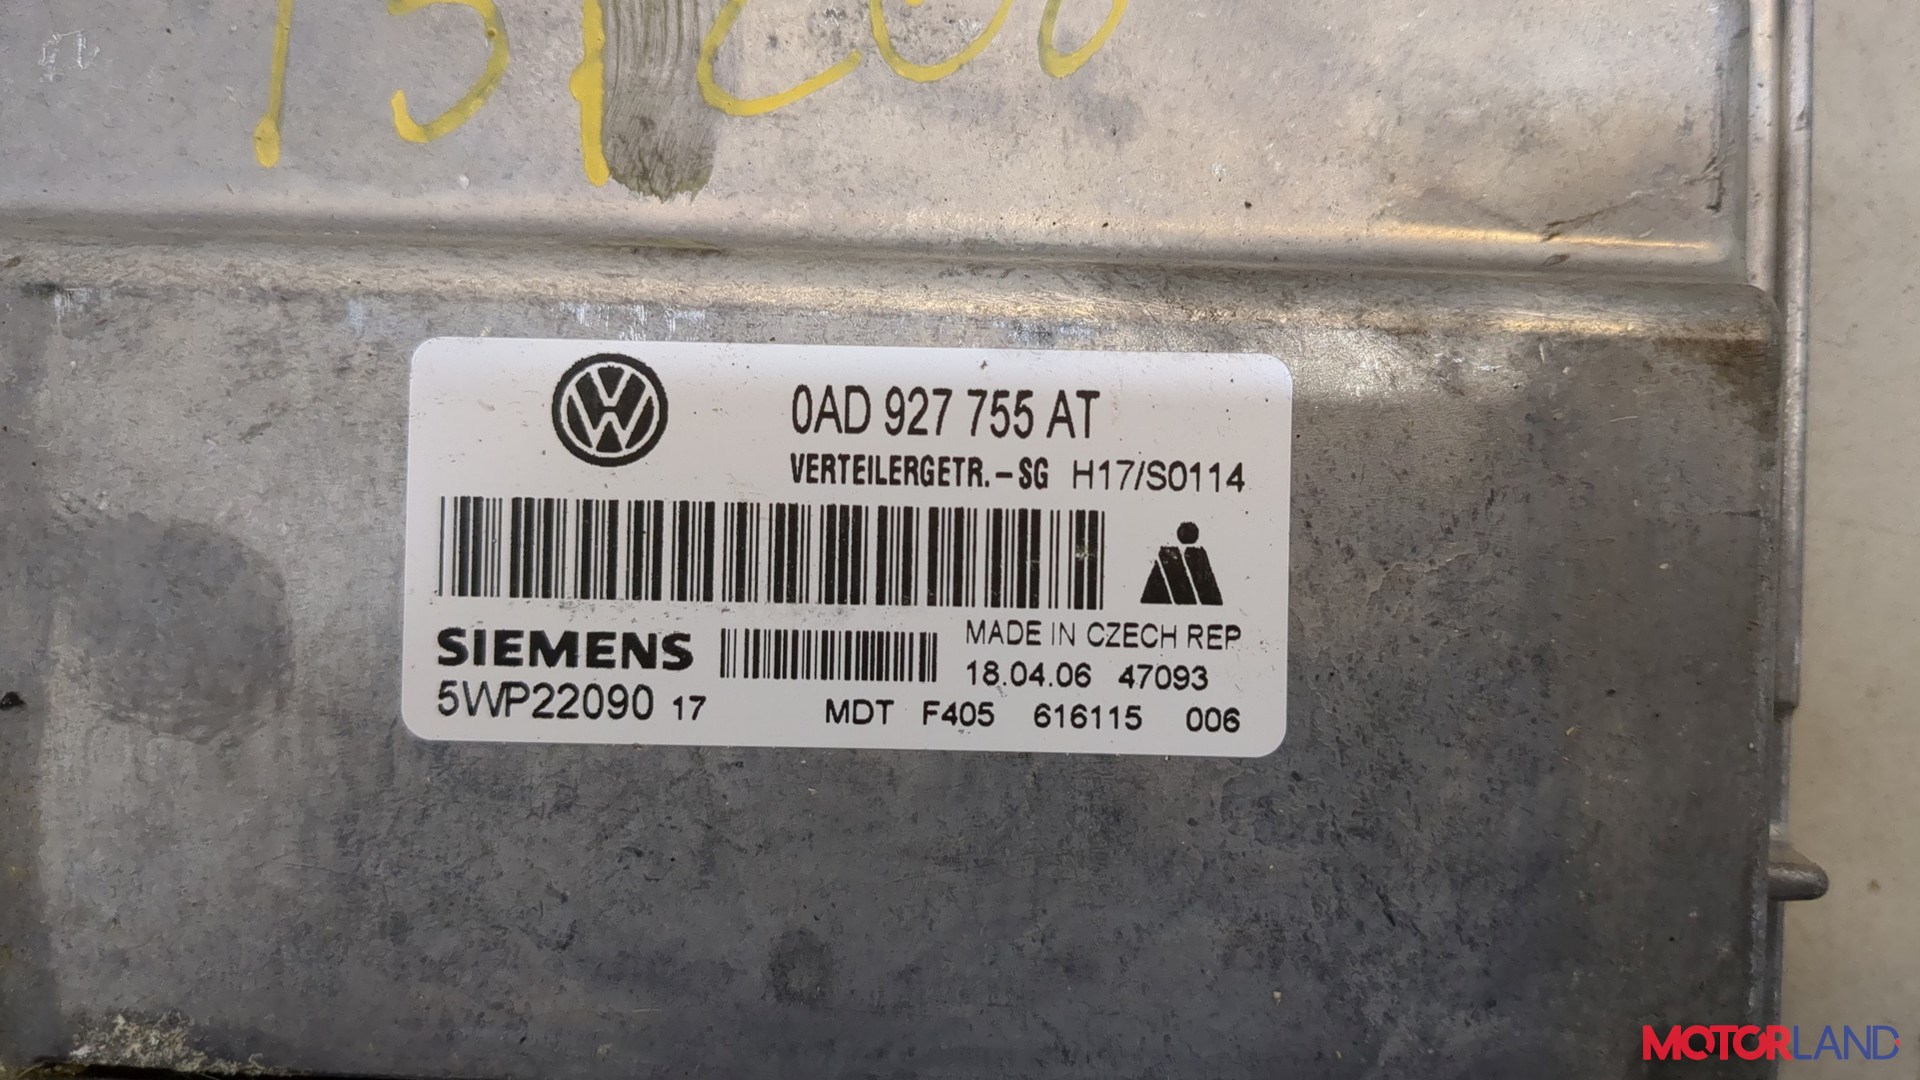 0AD 927 755 AT
VERTEILERGETR.-SG H17/S0114
SIEMENS
MADE IN CZECH REP
18.04.06 47093
5WP22090 17
MDT F405 616115 006
MOTORLAND